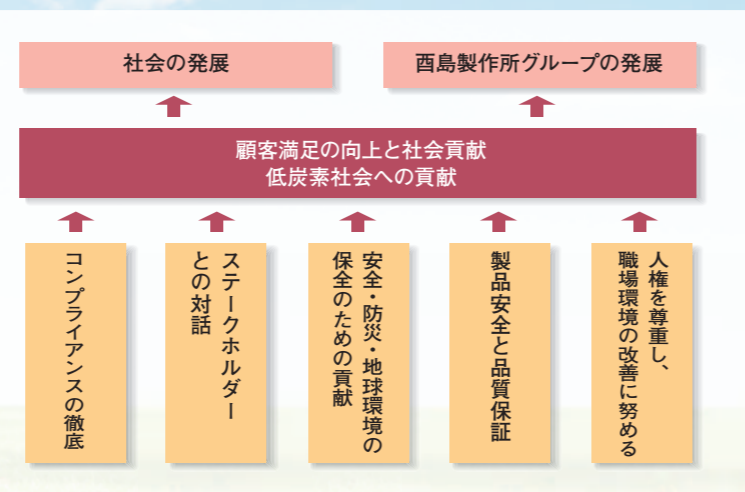 社会の発展
酉島製作所グループの発展
顧客満足の向上と社会貢献
低炭素社会への貢献
コンプライアンスの徹底
ステークホルダー
との対話
安全・防災・地球環境の
保全のための貢献
製品安全と品質保証
人権を尊重し、
職場環境の改善に努める